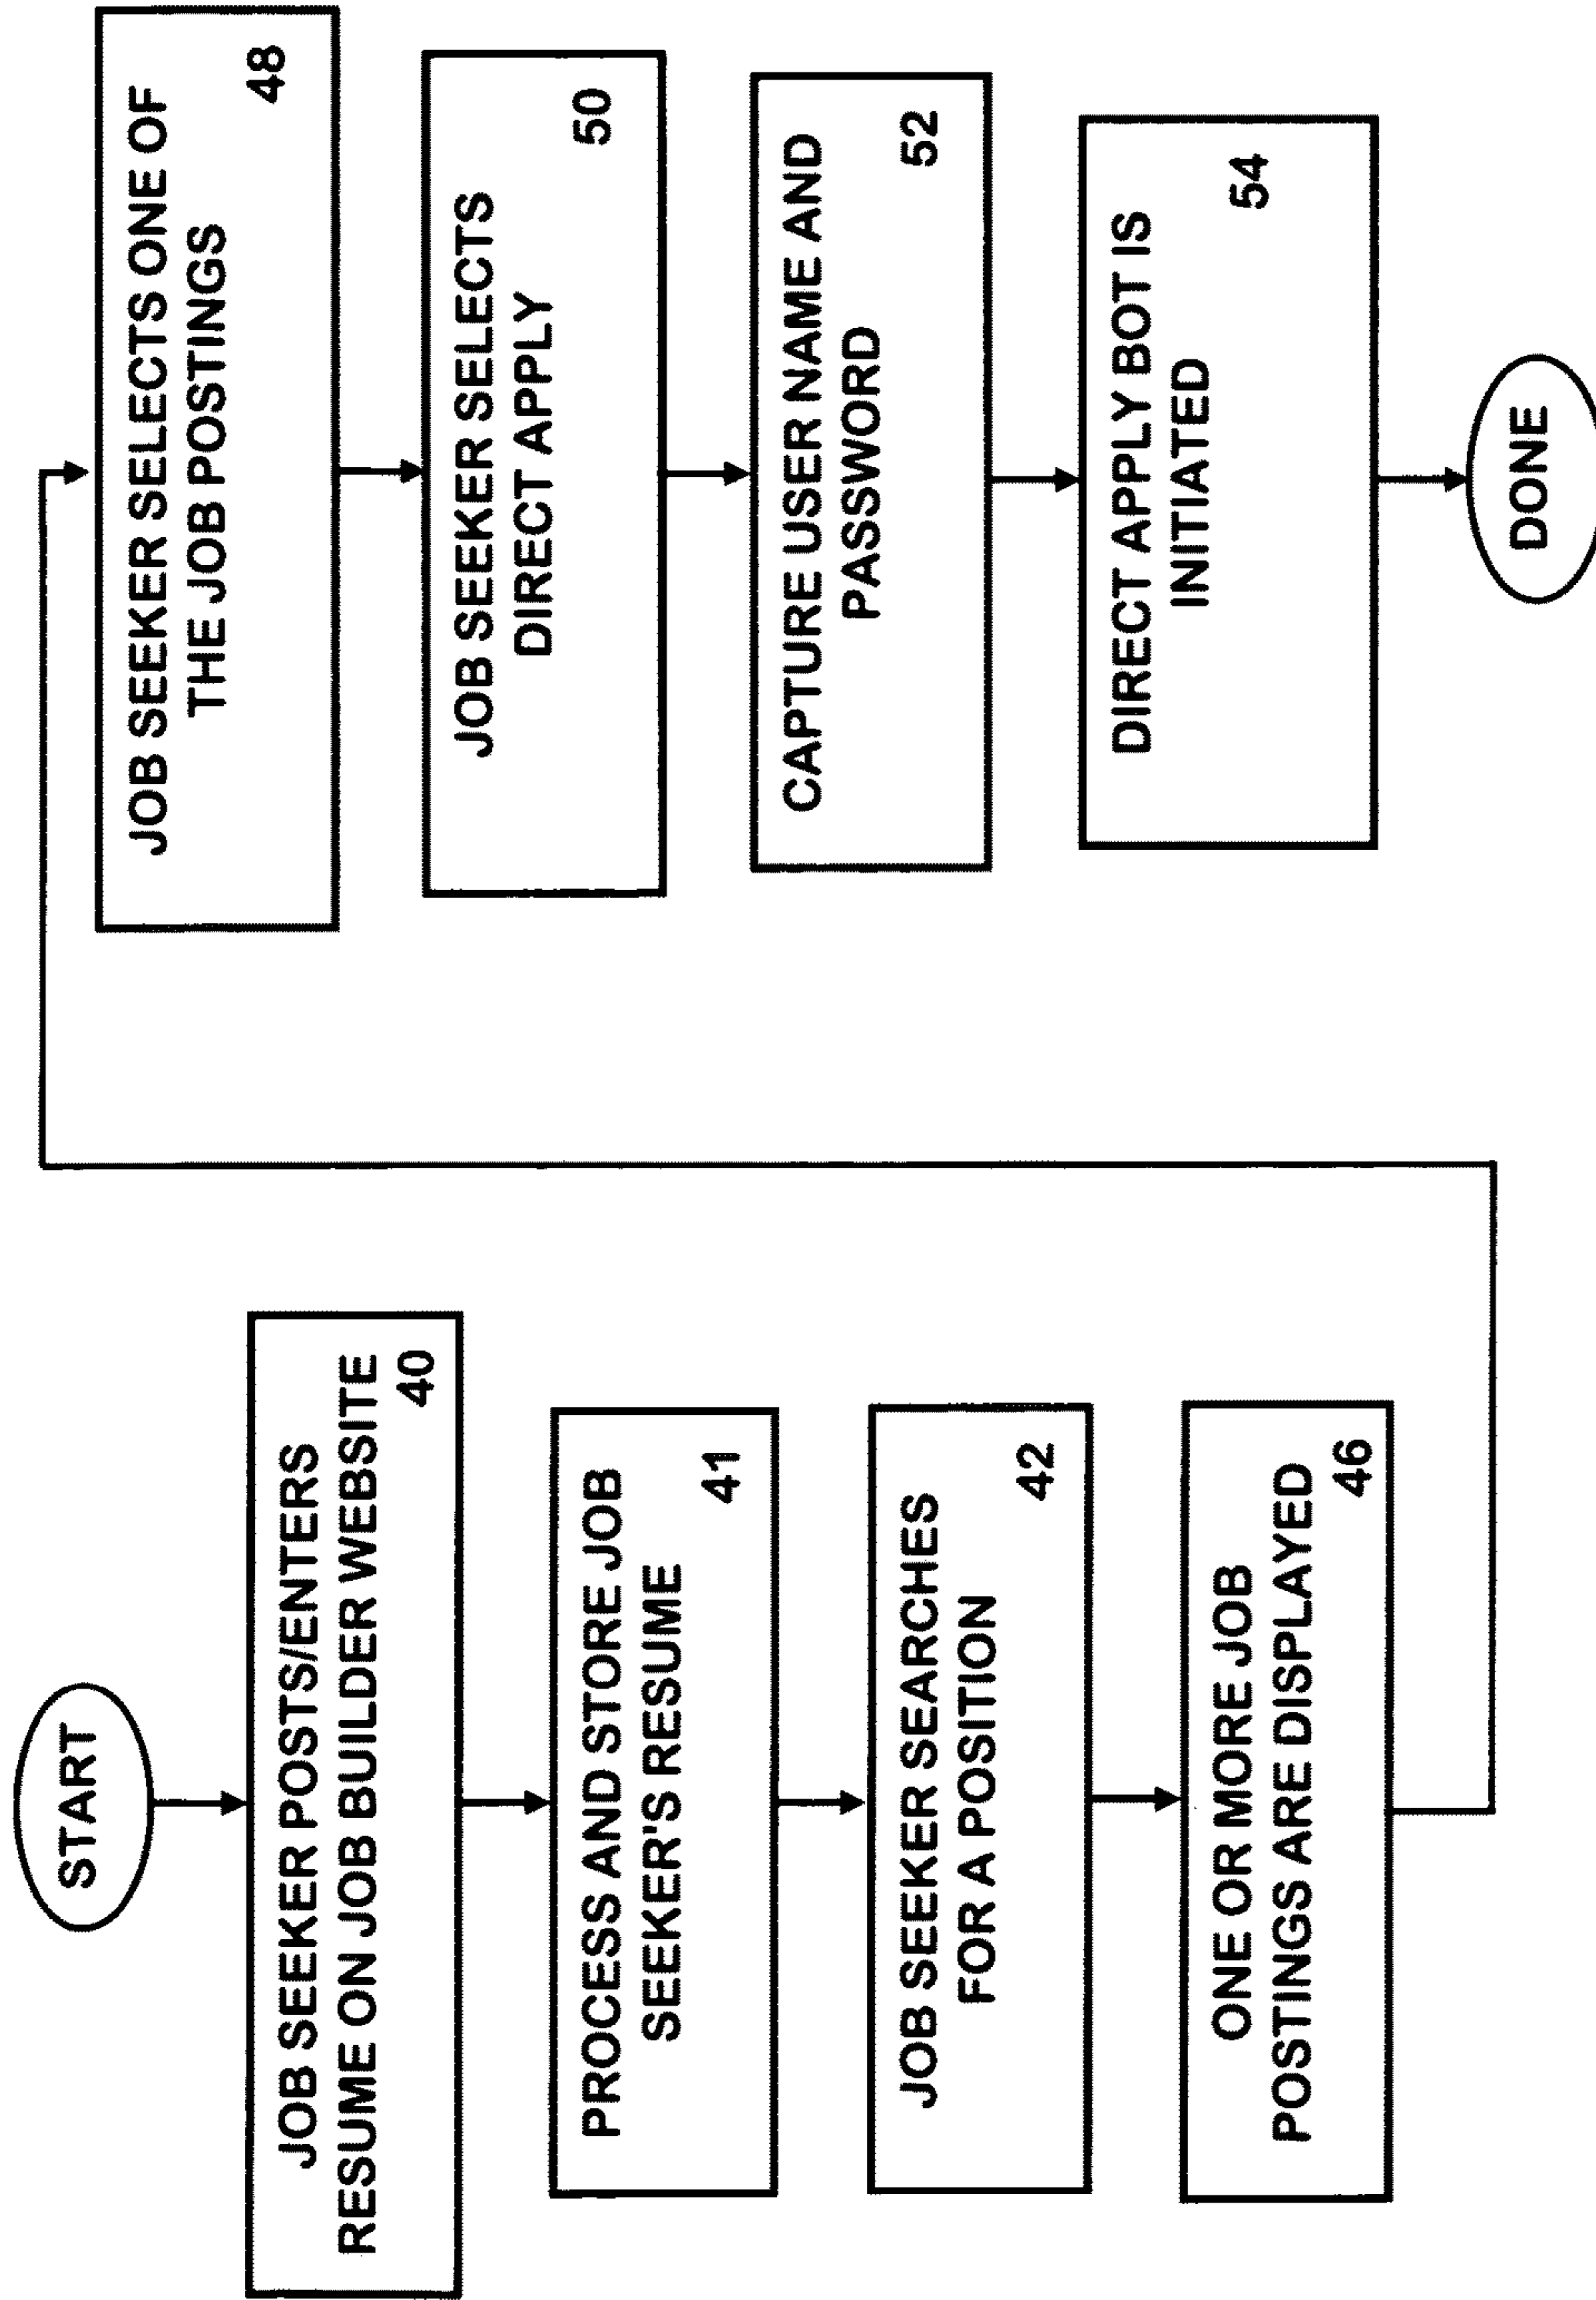 START
JOB SEEKER POSTS/ENTERS
RESUME ON JOB BUILDER WEBSITE
40
PROCESS AND STORE JOB
SEEKER'S RESUME
41
JOB SEEKER SEARCHES
FOR A POSITION
42
ONE OR MORE JOB
POSTINGS ARE DISPLAYED
46
JOB SEEKER SELECTS ONE OF
THE JOB POSTINGS
48
JOB SEEKER SELECTS
DIRECT APPLY
50
CAPTURE USER NAME AND
PASSWORD
52
DIRECT APPLY BOT IS
INITIATED
54
DONE